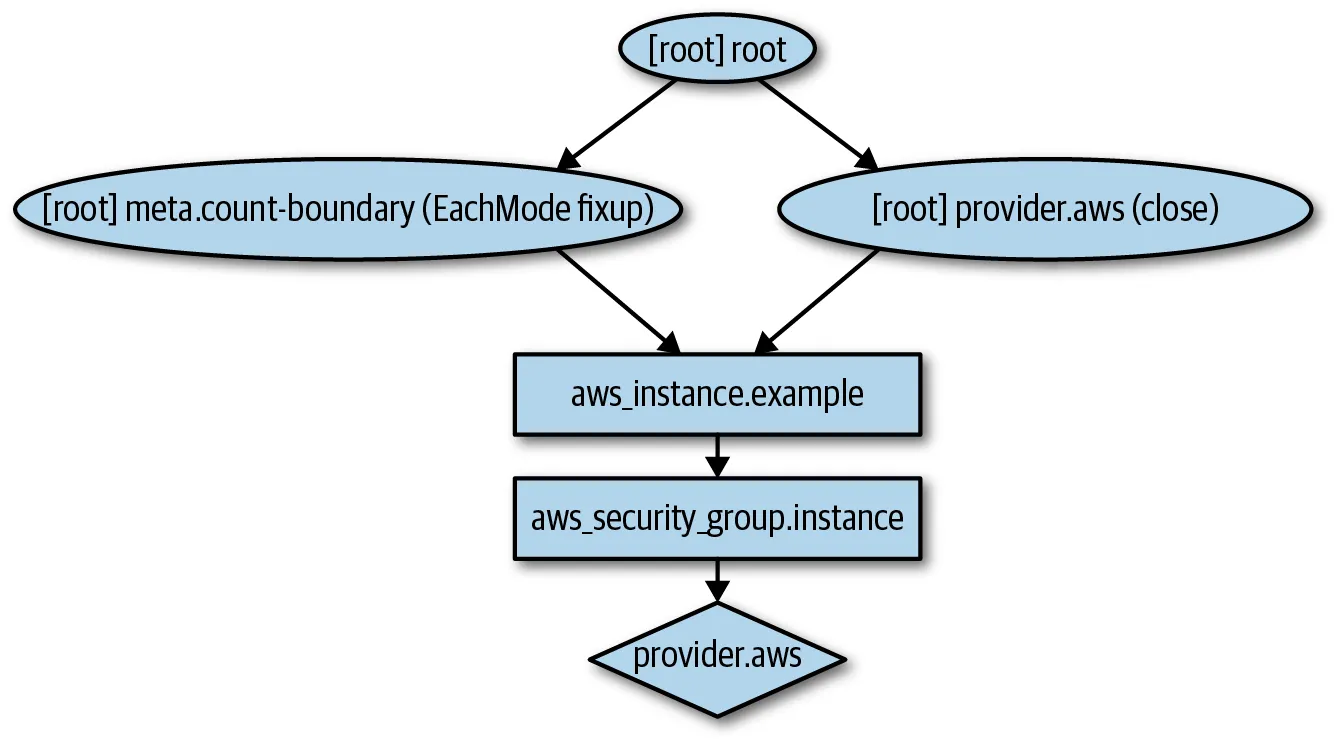 [root] root
[root] meta.count-boundary (EachMode fixup)
[root] provider.aws (close)
aws_instance.example
aws_security_group.instance
provider.aws